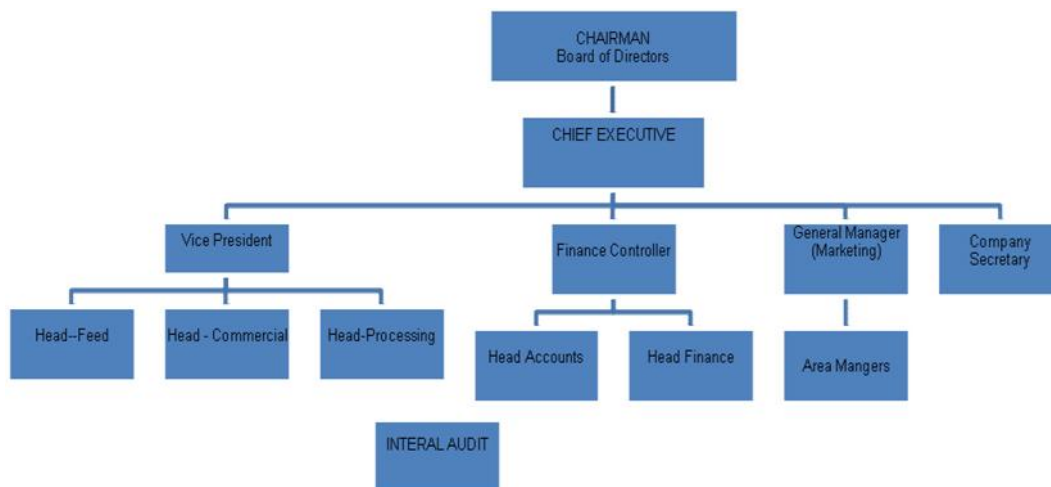 CHAIRMAN
Board of Directors
CHIEF EXECUTIVE
Vice President
Finance Controller
General Manager
(Marketing)
Company
Secretary
Head--Feed
Head - Commercial
Head-Processing
Head Accounts
Head Finance
Area Mangers
INTERAL AUDIT